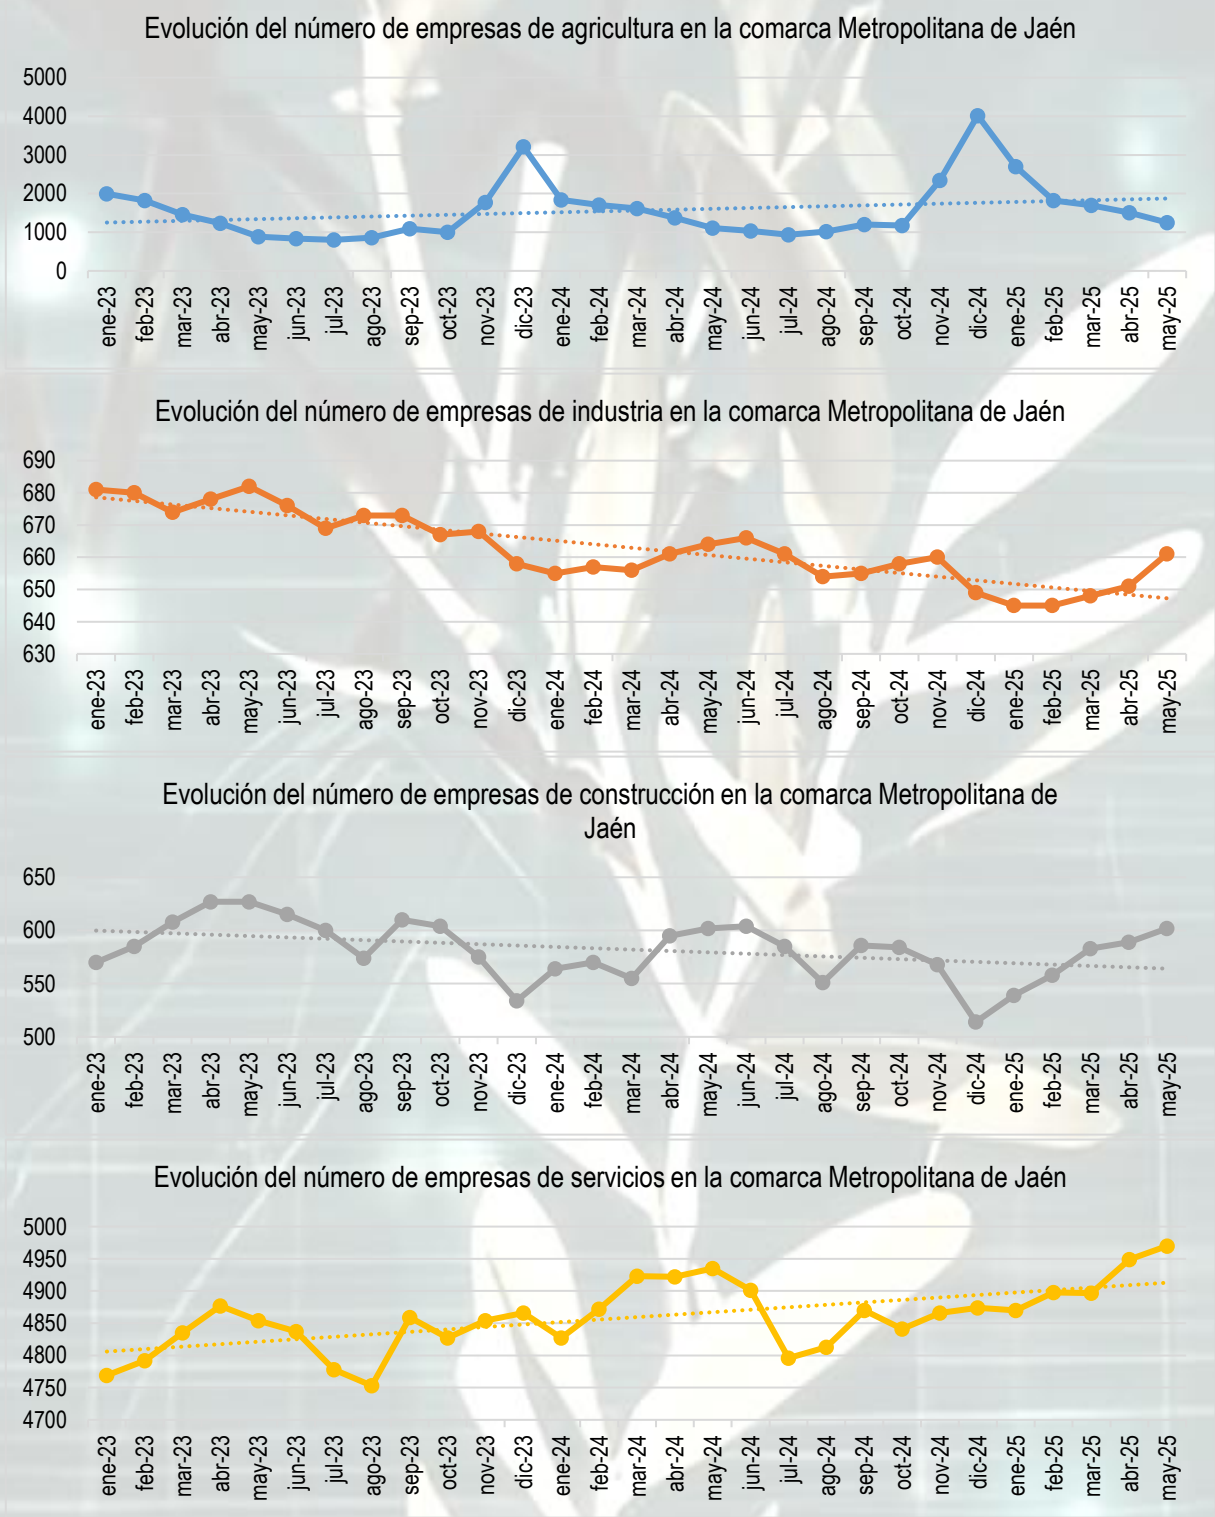 Evolución del número de empresas de agricultura en la comarca Metropolitana de Jaén
5000
4000
3000
2000
1000
0
ene-23 feb-23 mar-23 abr-23 may-23 jun-23 jul-23 ago-23 sep-23 oct-23 nov-23 dic-23 ene-24 feb-24 mar-24 abr-24 may-24 jun-24 jul-24 ago-24 sep-24 oct-24 nov-24 dic-24 ene-25 feb-25 mar-25 abr-25 may-25
Evolución del número de empresas de industria en la comarca Metropolitana de Jaén
690
680
670
660
650
640
630
ene-23 feb-23 mar-23 abr-23 may-23 jun-23 jul-23 ago-23 sep-23 oct-23 nov-23 dic-23 ene-24 feb-24 mar-24 abr-24 may-24 jun-24 jul-24 ago-24 sep-24 oct-24 nov-24 dic-24 ene-25 feb-25 mar-25 abr-25 may-25
Evolución del número de empresas de construcción en la comarca Metropolitana de
Jaén
650
600
550
500
ene-23 feb-23 mar-23 abr-23 may-23 jun-23 jul-23 ago-23 sep-23 oct-23 nov-23 dic-23 ene-24 feb-24 mar-24 abr-24 may-24 jun-24 jul-24 ago-24 sep-24 oct-24 nov-24 dic-24 ene-25 feb-25 mar-25 abr-25 may-25
Evolución del número de empresas de servicios en la comarca Metropolitana de Jaén
5000
4950
4900
4850
4800
4750
4700
ene-23 feb-23 mar-23 abr-23 may-23 jun-23 jul-23 ago-23 sep-23 oct-23 nov-23 dic-23 ene-24 feb-24 mar-24 abr-24 may-24 jun-24 jul-24 ago-24 sep-24 oct-24 nov-24 dic-24 ene-25 feb-25 mar-25 abr-25 may-25